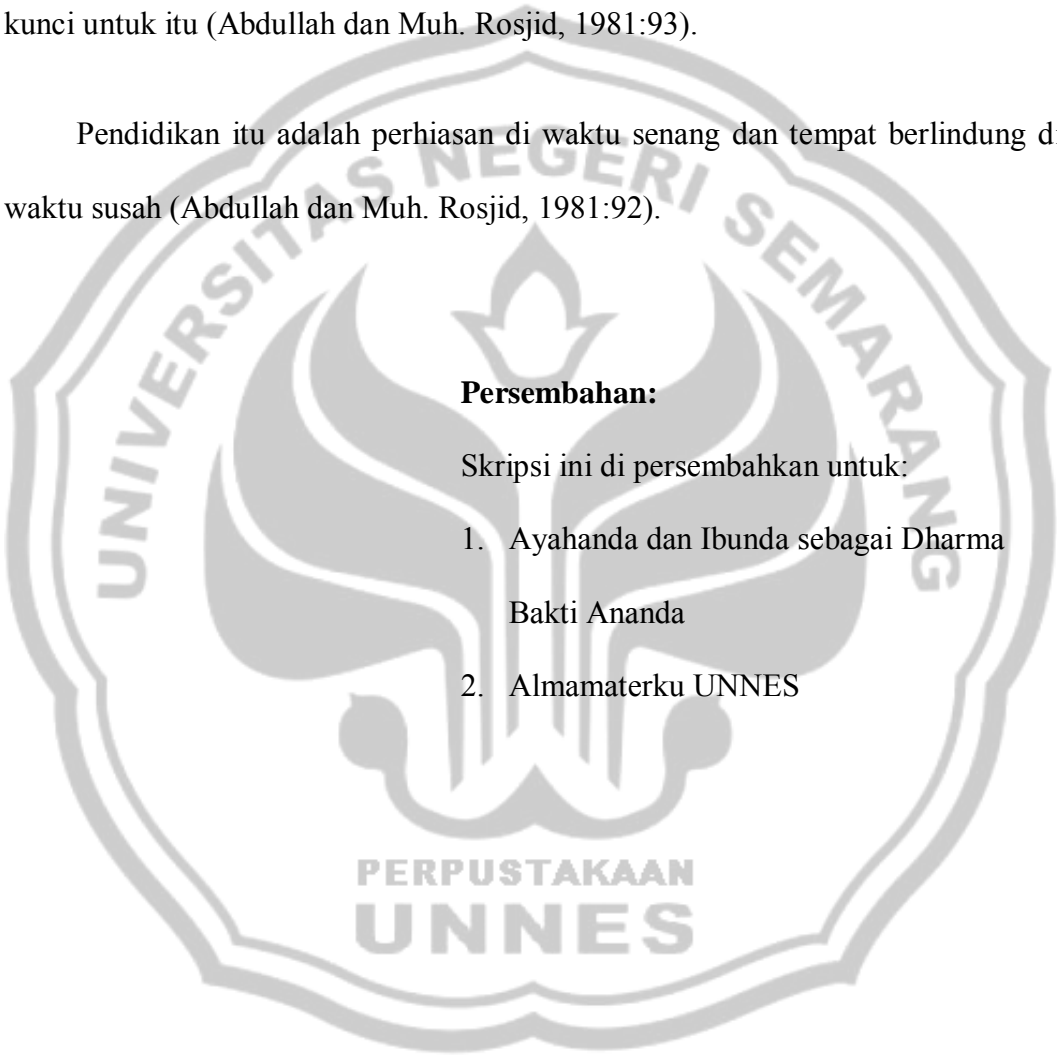 kunci untuk itu (Abdullah dan Muh. Rosjid, 1981:93).
Pendidikan itu adalah perhiasan di waktu senang dan tempat berlindung di
waktu susah (Abdullah dan Muh. Rosjid, 1981:92).
UNIVERSITAS NEGERI SEMARANG
Persembahan:
Skripsi ini di persembahkan untuk:
1. Ayahanda dan Ibunda sebagai Dharma
Bakti Ananda
2. Almamaterku UNNES
PERPUSTAKAAN
UNNES